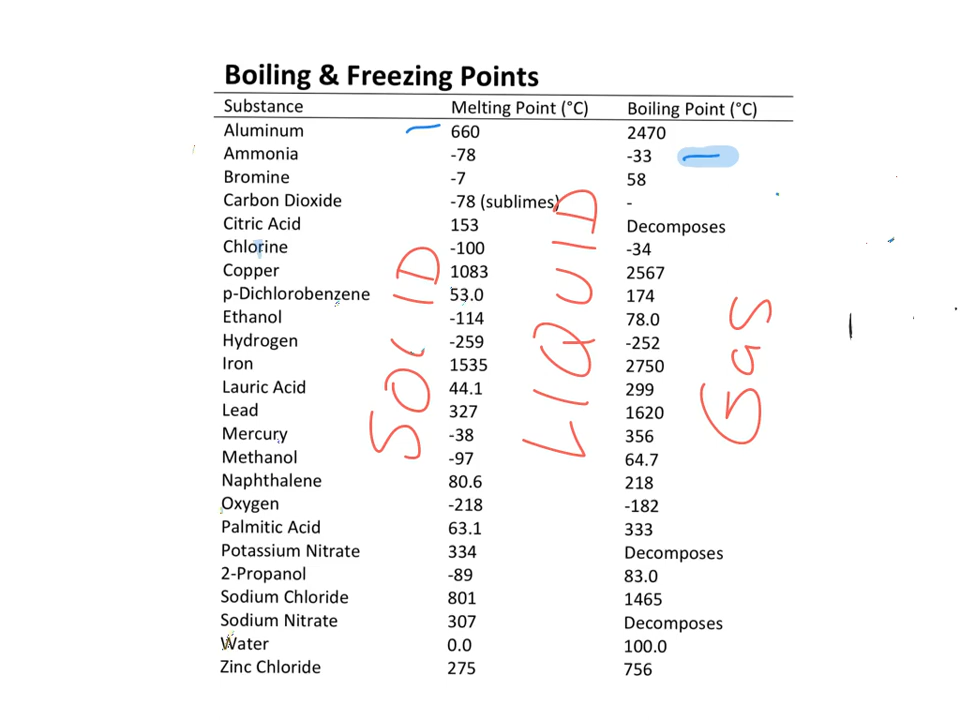 Boiling & Freezing Points
Substance Melting Point (°C) Boiling Point (°C)
Aluminum 660 2470
Ammonia -78 -33
Bromine -7 58
Carbon Dioxide -78 (sublimes) -
Citric Acid 153 Decomposes
Chlorine -100 -34
Copper 1083 2567
p-Dichlorobenzene 53.0 174
Ethanol -114 78.0
Hydrogen -259 -252
Iron 1535 2750
Lauric Acid 44.1 299
Lead 327 1620
Mercury -38 356
Methanol -97 64.7
Naphthalene 80.6 218
Oxygen -218 -182
Palmitic Acid 63.1 333
Potassium Nitrate 334 Decomposes
2-Propanol -89 83.0
Sodium Chloride 801 1465
Sodium Nitrate 307 Decomposes
Water 0.0 100.0
Zinc Chloride 275 756
SOLID
LIQUID
Gas